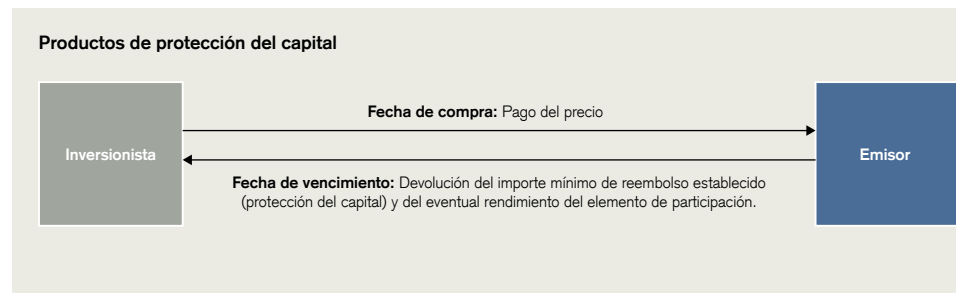 Productos de protección del capital
Fecha de compra: Pago del precio
Inversionista
Emisor
Fecha de vencimiento: Devolución del importe mínimo de reembolso establecido
(protección del capital) y del eventual rendimiento del elemento de participación.